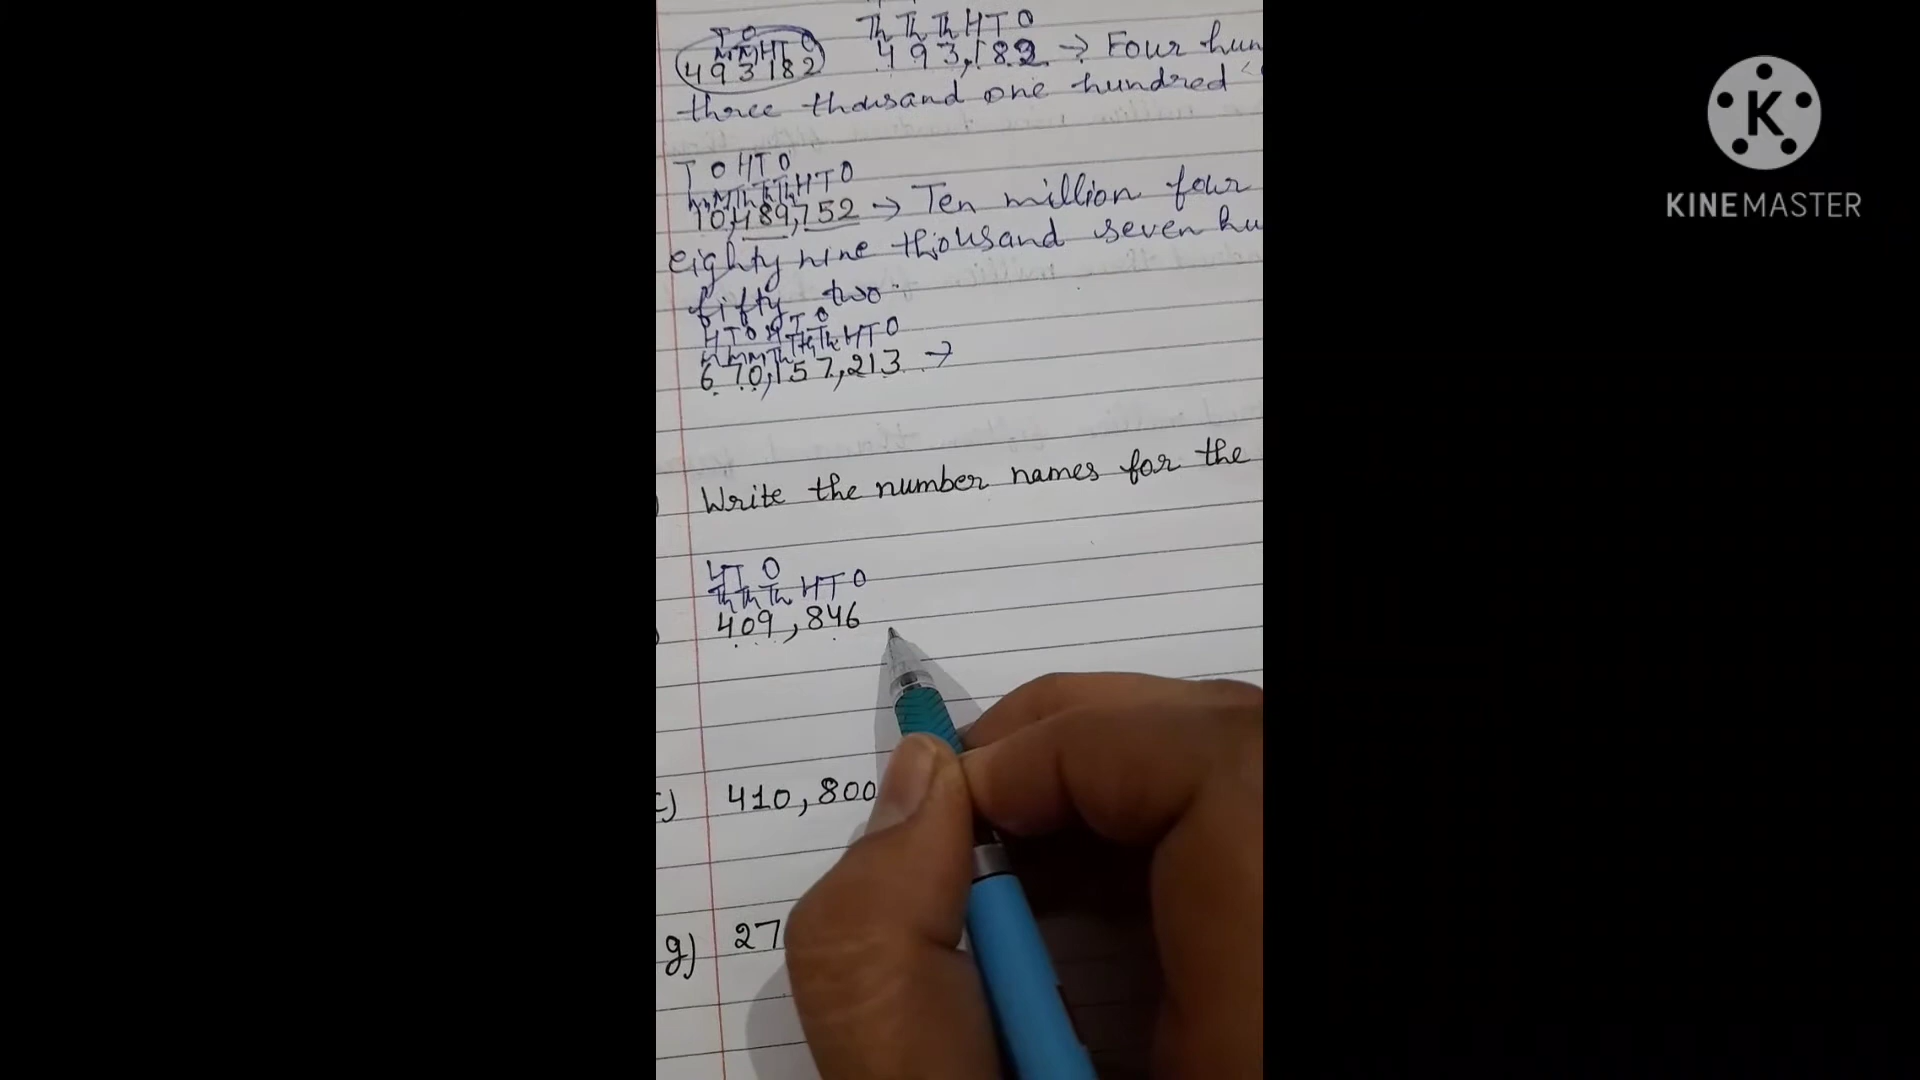 T O
Th Th Th H T O
M M H T O
493182
493,182 → Four hun
three thousand one hundred
T O H T O
M M Th Th Th H T O
10,489,752 → Ten million four
eighty nine thousand seven hu
fifty two.
H T O H T O
M M M Th Th Th H T O
670,157,213 →
Write the number names for the
H T O
Th Th Th H T O
409,846
c) 410,800
g) 27
K
KINEMASTER